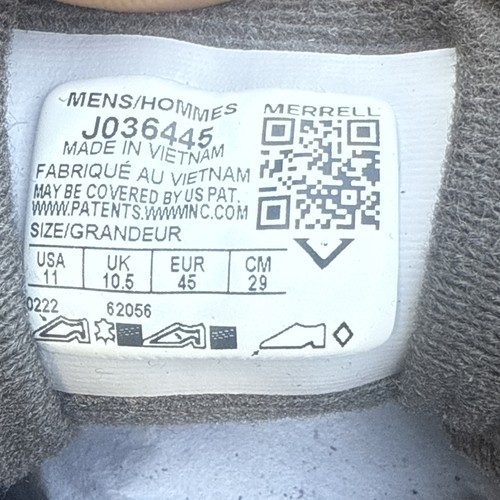 MENS/HOMMES
MERRELL
J036445
MADE IN VIETNAM
FABRIQUÉ AU VIETNAM
MAY BE COVERED BY US PAT.
WWW.PATENTS.WWWINC.COM
SIZE/GRANDEUR
USA UK EUR CM
11 10.5 45 29
0222 62056